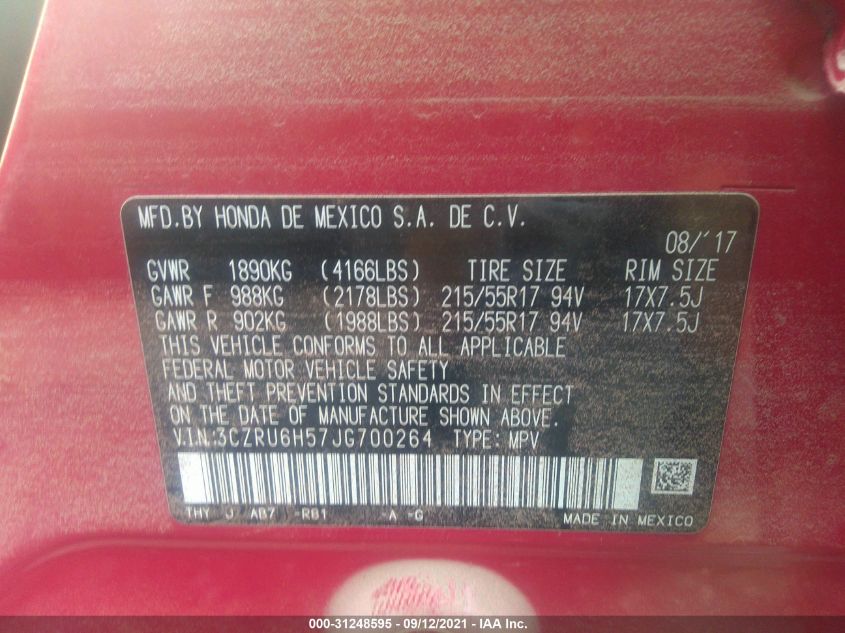 MFD.BY HONDA DE MEXICO S.A. DE C.V.
08/'17
GVWR 1890KG (4166LBS) TIRE SIZE RIM SIZE
GAWR F 988KG (2178LBS) 215/55R17 94V 17X7.5J
GAWR R 902KG (1988LBS) 215/55R17 94V 17X7.5J
THIS VEHICLE CONFORMS TO ALL APPLICABLE
FEDERAL MOTOR VEHICLE SAFETY
AND THEFT PREVENTION STANDARDS IN EFFECT
ON THE DATE OF MANUFACTURE SHOWN ABOVE.
V.I.N:3CZRU6H57JG700264 TYPE: MPV
THY J AB7 -R81 -A -G
MADE IN MEXICO
000-31248595 - 09/12/2021 - IAA Inc.